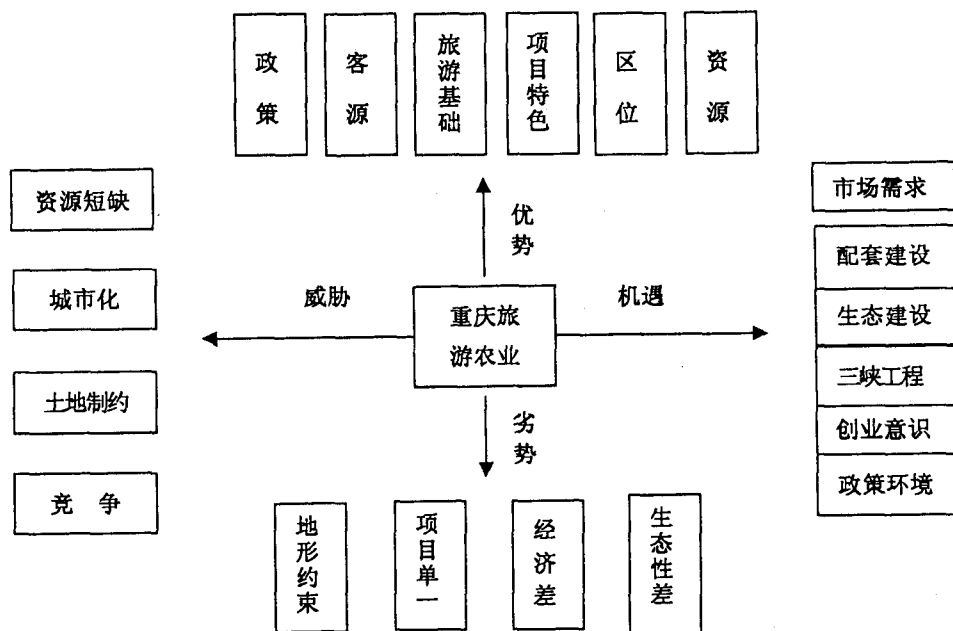 政策
客源
旅游基础
项目特色
区位
资源
资源短缺
城市化
土地制约
竞 争
优势
威胁
机遇
重庆旅
游农业
劣势
市场需求
配套建设
生态建设
三峡工程
创业意识
政策环境
地形约束
项目单一
经济差
生态性差